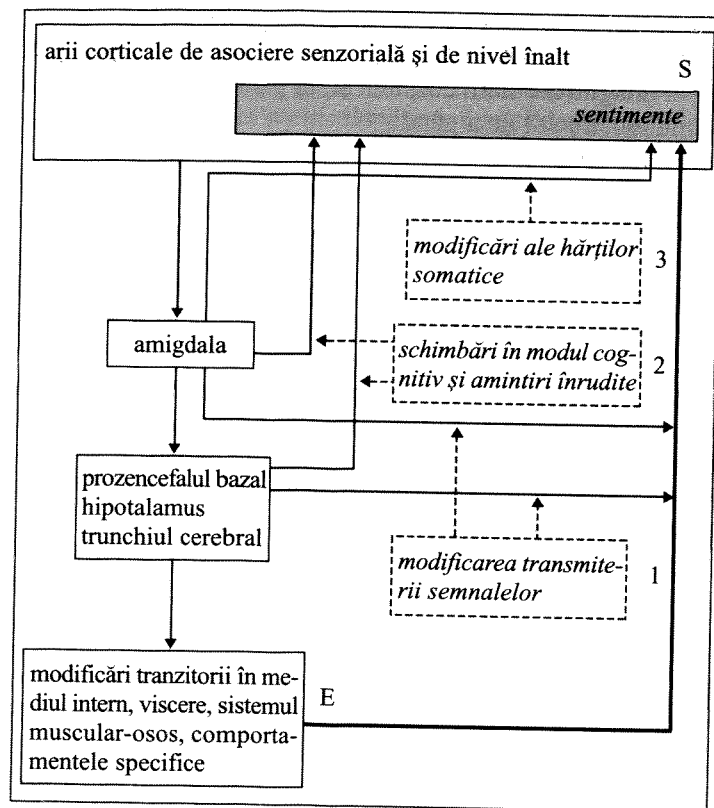 arii corticale de asociere senzorială și de nivel înalt
S
sentimente
modificări ale hărților
somatice
3
amigdala
schimbări în modul cog-
nitiv și amintiri înrudite
2
prozencefalul bazal
hipotalamus
trunchiul cerebral
modificarea transmite-
rii semnalelor
1
modificări tranzitorii în me-
diul intern, viscere, sistemul
muscular-osos, comporta-
mentele specifice
E